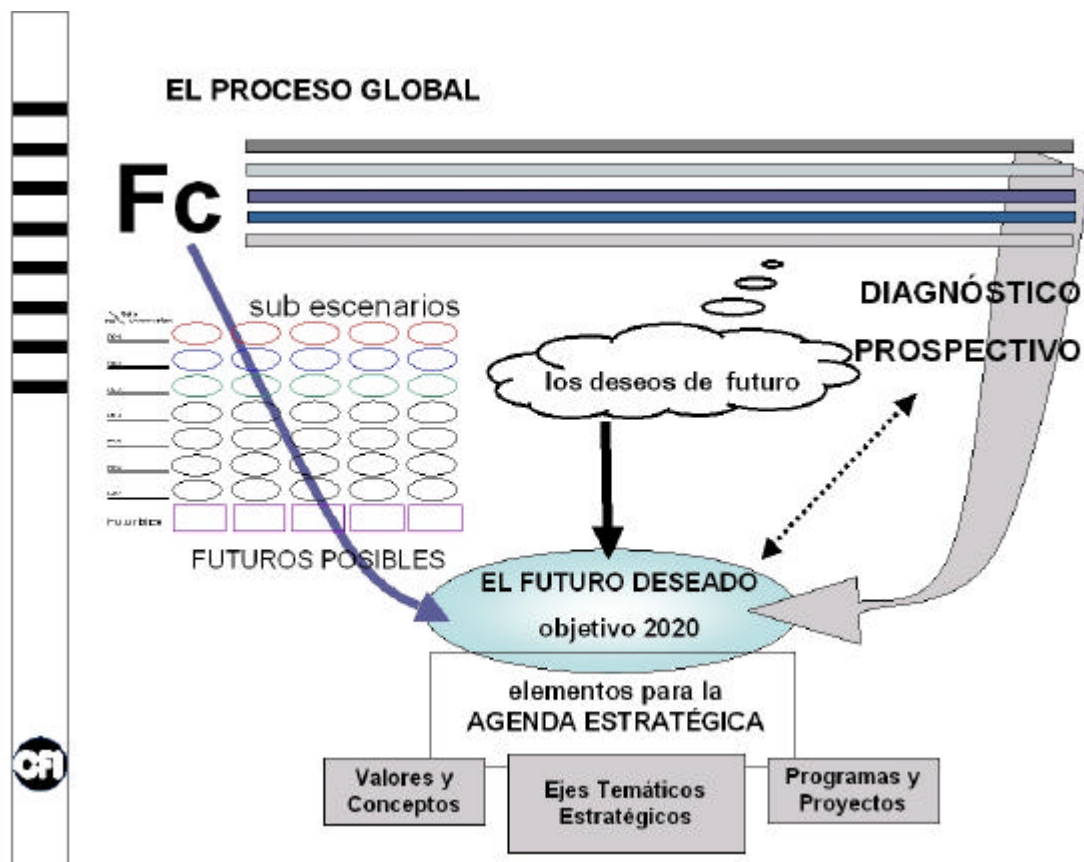 EL PROCESO GLOBAL
Fc
sub escenarios
los deseos de futuro
DIAGNÓSTICO
PROSPECTIVO
FUTUROS POSIBLES
EL FUTURO DESEADO
objetivo 2020
elementos para la
AGENDA ESTRATÉGICA
Valores y
Conceptos
Ejes Temáticos
Estratégicos
Programas y
Proyectos
CFI